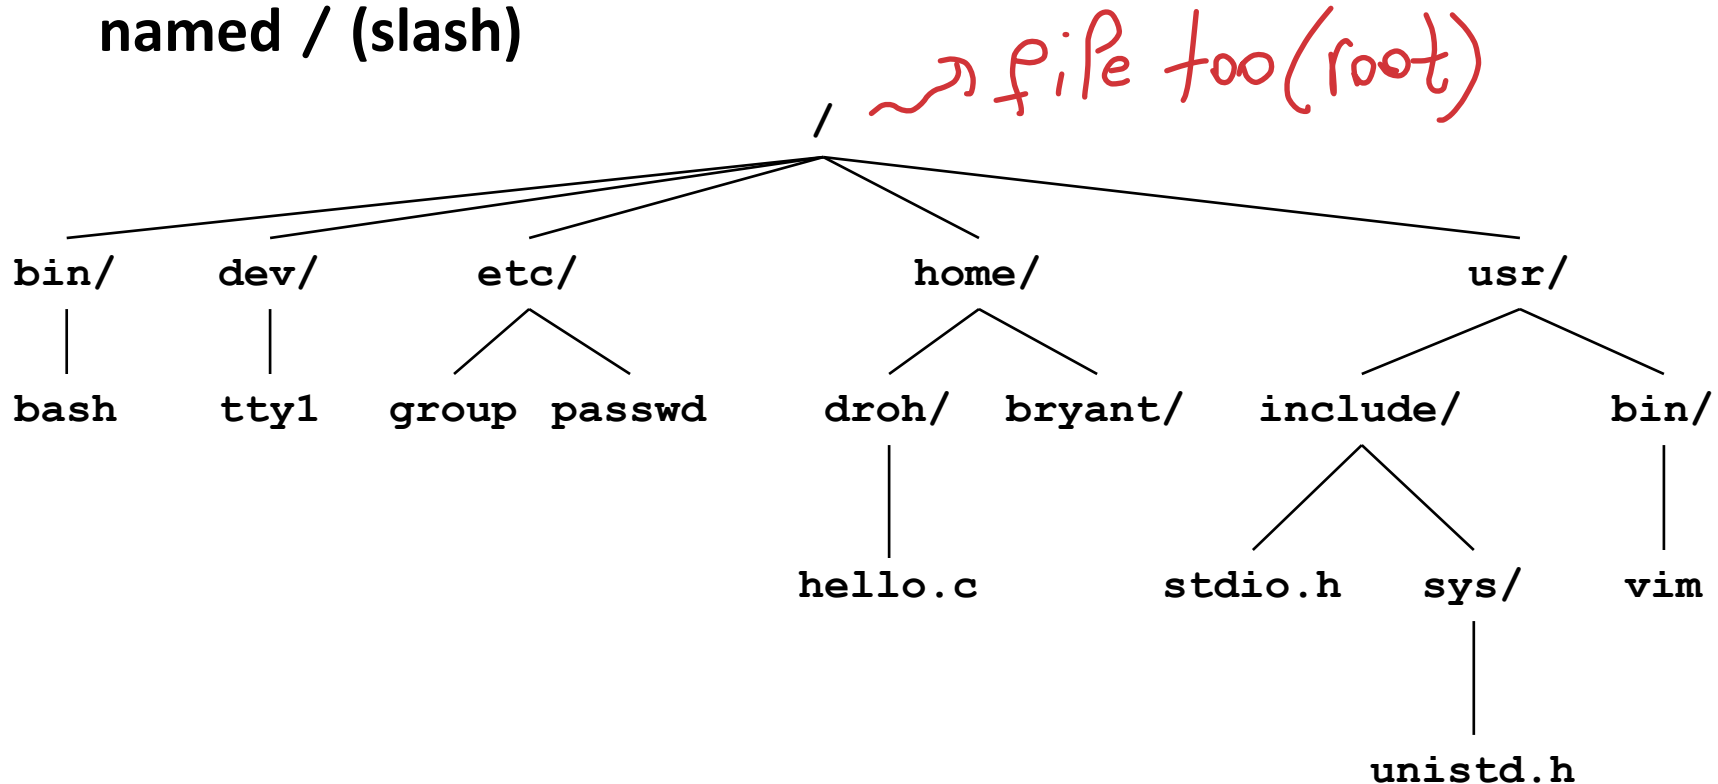 named / (slash)
file too (root)
/
bin/ dev/ etc/ home/ usr/
bash tty1 group passwd droh/ bryant/ include/ bin/
hello.c stdio.h sys/ vim
unistd.h